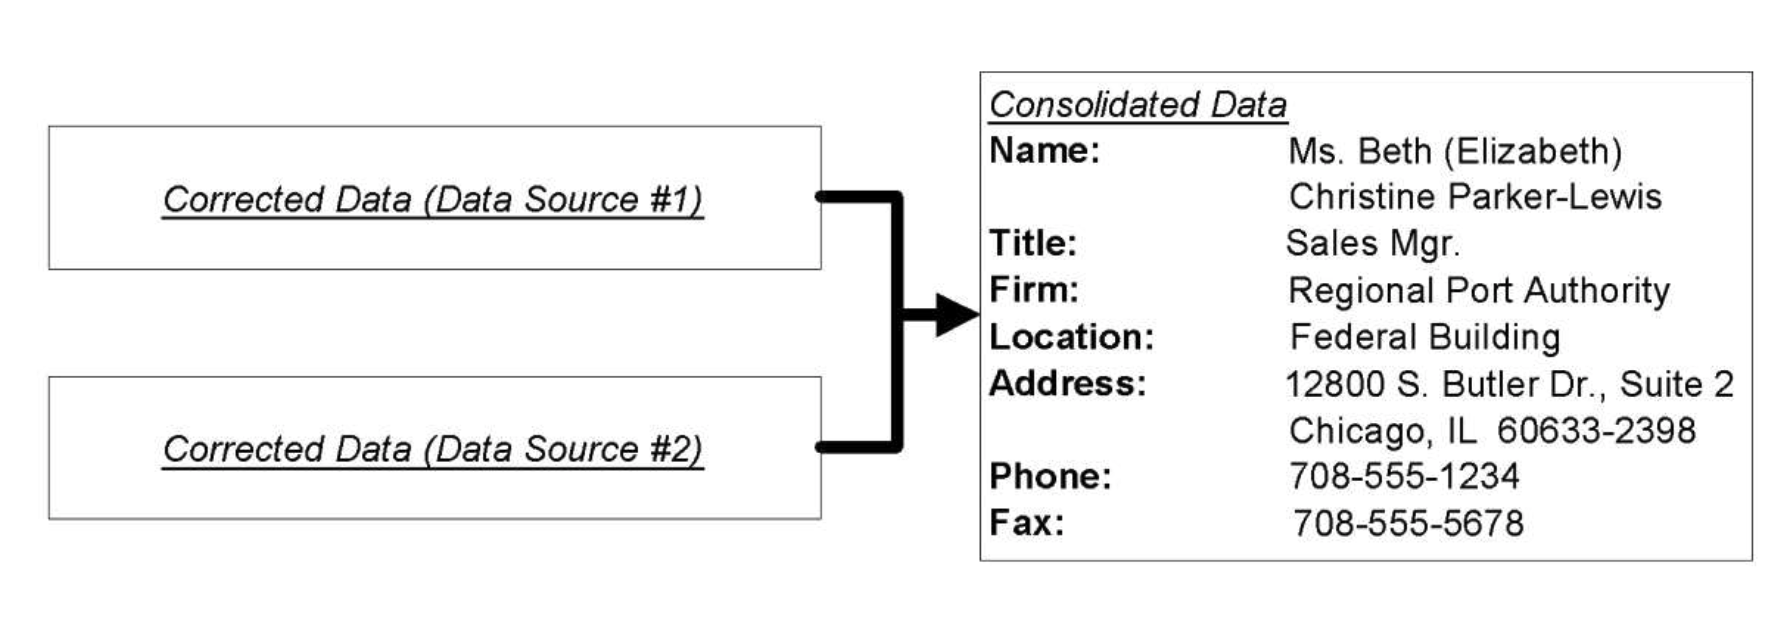 Corrected Data (Data Source #1)
Corrected Data (Data Source #2)
Consolidated Data
Name: Ms. Beth (Elizabeth)
Christine Parker-Lewis
Title: Sales Mgr.
Firm: Regional Port Authority
Location: Federal Building
Address: 12800 S. Butler Dr., Suite 2
Chicago, IL 60633-2398
Phone: 708-555-1234
Fax: 708-555-5678